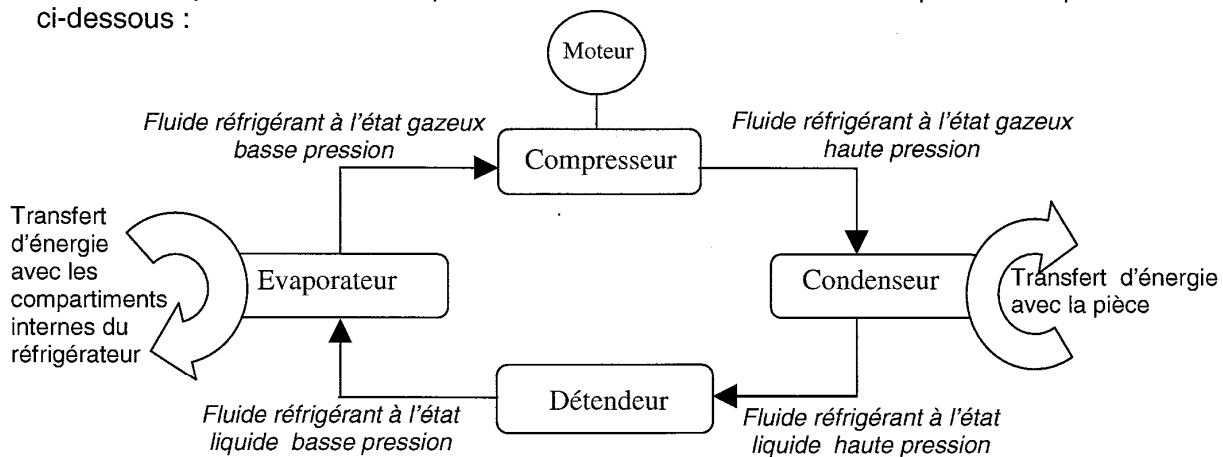 ci-dessous :
Moteur
Fluide réfrigérant à l'état gazeux
basse pression
Fluide réfrigérant à l'état gazeux
haute pression
Compresseur
Transfert
d'énergie
avec les
compartiments
internes du
réfrigérateur
Evaporateur
Condenseur
Transfert d'énergie
avec la pièce
Détendeur
Fluide réfrigérant à l'état
liquide basse pression
Fluide réfrigérant à l'état
liquide haute pression